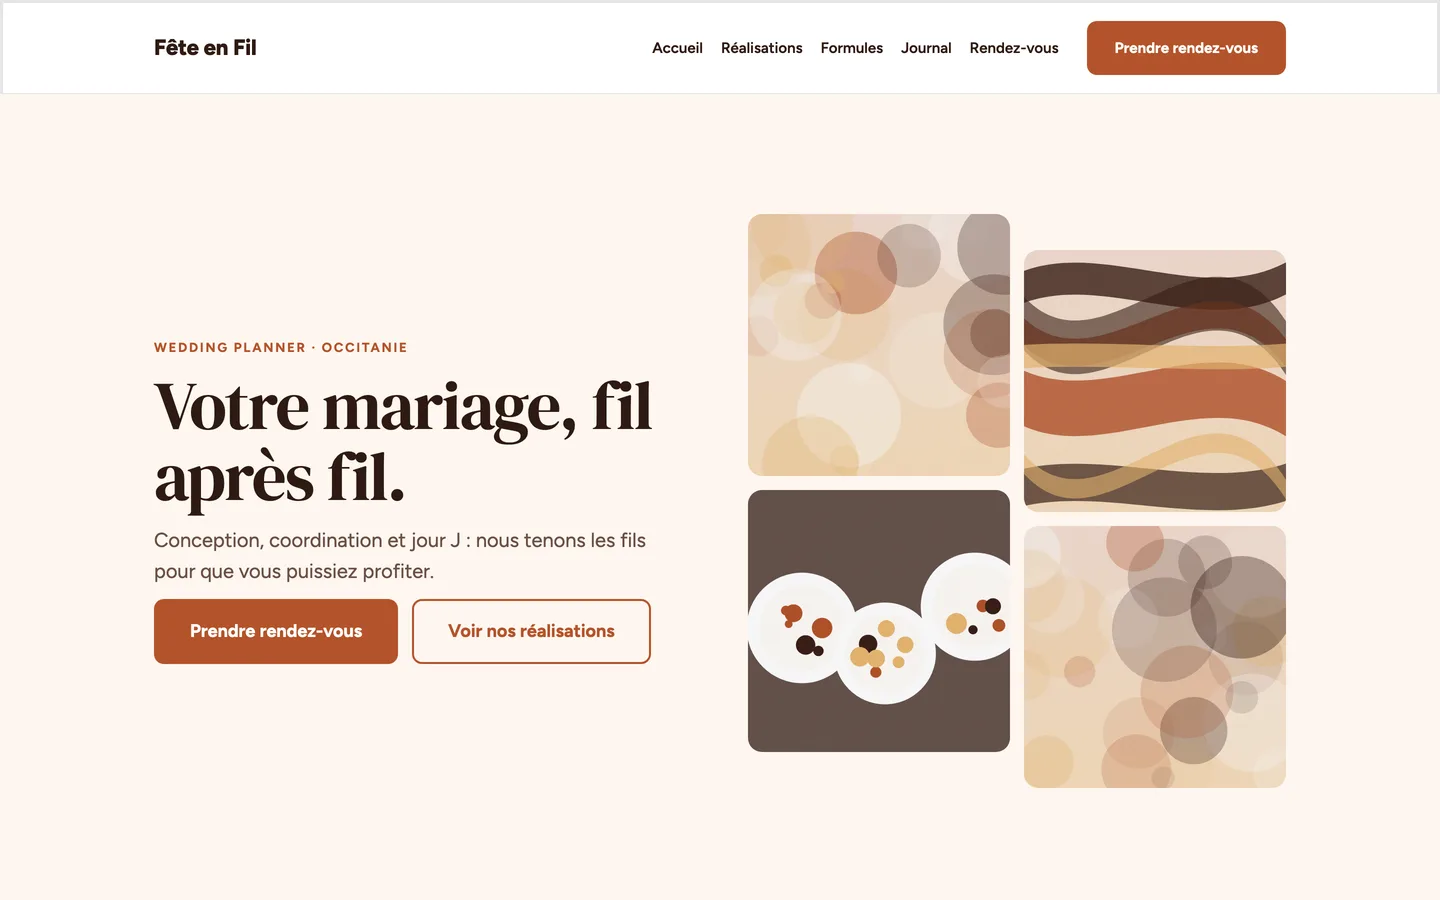 Fête en Fil
Accueil Réalisations Formules Journal Rendez-vous Prendre rendez-vous
WEDDING PLANNER · OCCITANIE
Votre mariage, fil
après fil.
Conception, coordination et jour J : nous tenons les fils
pour que vous puissiez profiter.
Prendre rendez-vous Voir nos réalisations